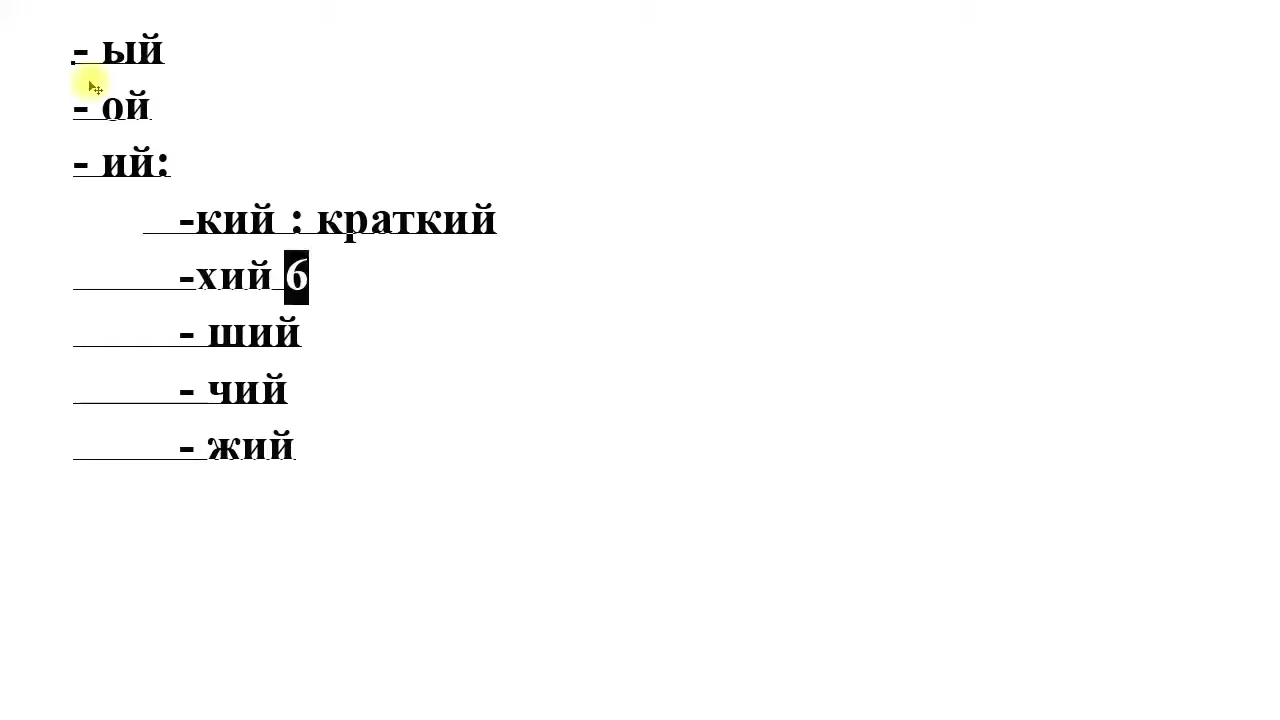 - ый
- ой
- ий:
-кий : краткий
-хий 6
- ший
- чий
- жий